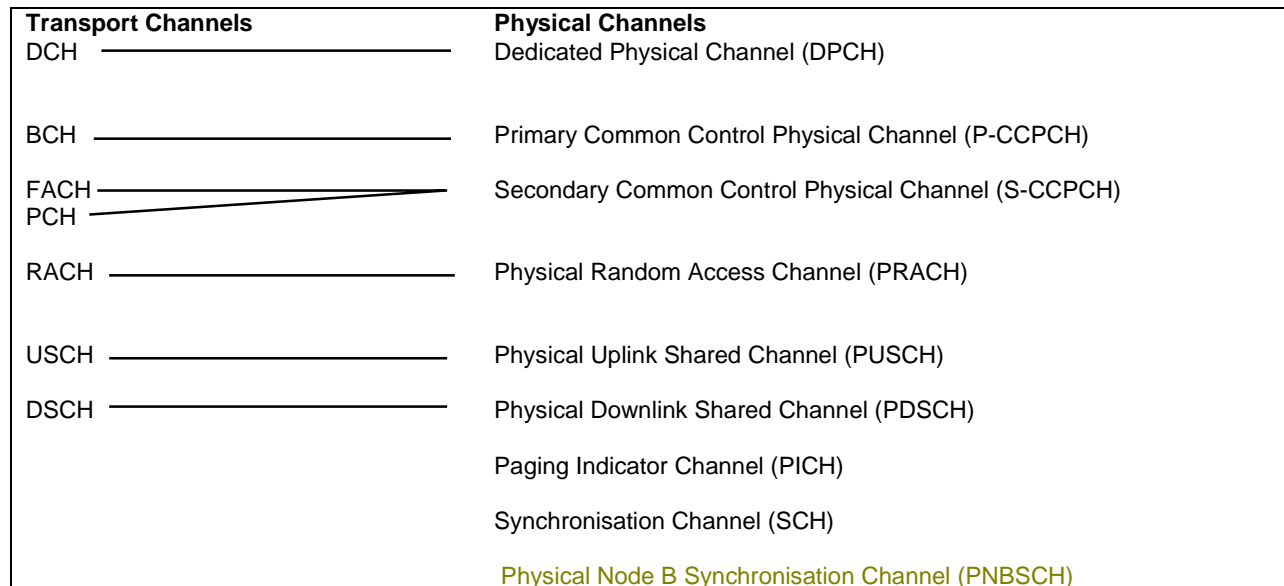 Transport Channels Physical Channels
DCH Dedicated Physical Channel (DPCH)
BCH Primary Common Control Physical Channel (P-CCPCH)
FACH Secondary Common Control Physical Channel (S-CCPCH)
PCH
RACH Physical Random Access Channel (PRACH)
USCH Physical Uplink Shared Channel (PUSCH)
DSCH Physical Downlink Shared Channel (PDSCH)
Paging Indicator Channel (PICH)
Synchronisation Channel (SCH)
Physical Node B Synchronisation Channel (PNBSCH)